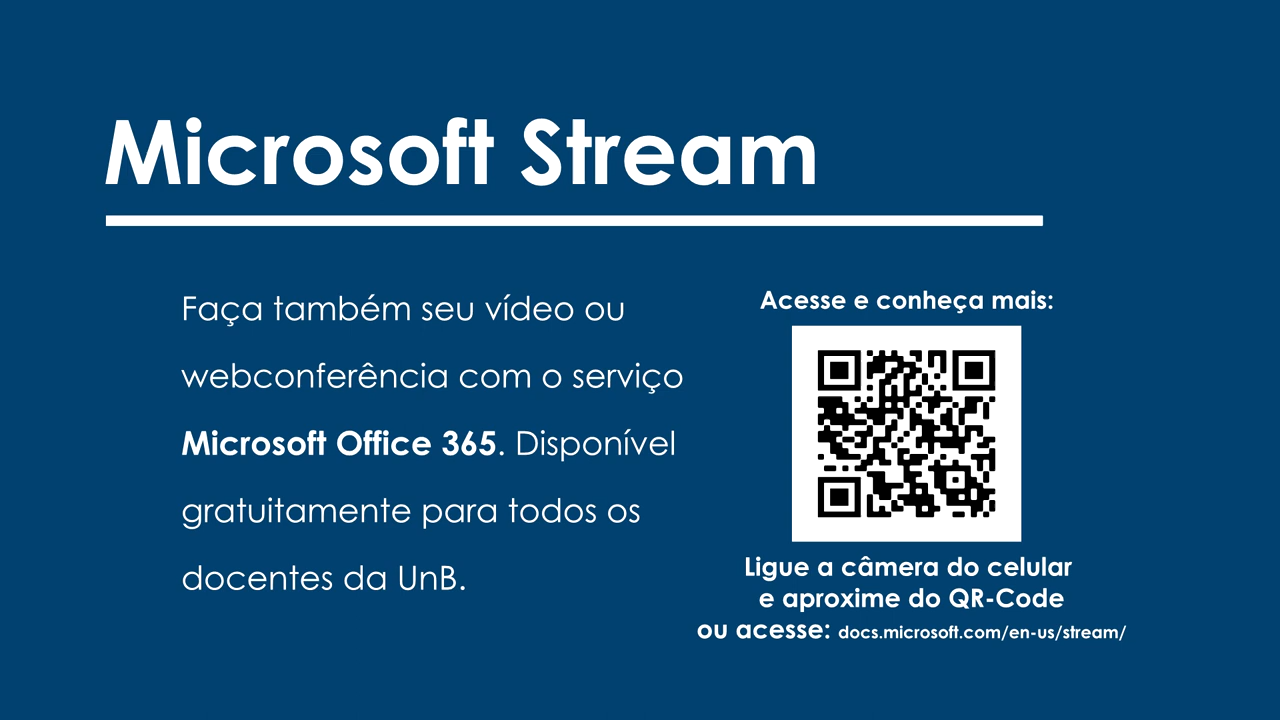 Microsoft Stream
Faça também seu vídeo ou
webconferência com o serviço
Microsoft Office 365. Disponível
gratuitamente para todos os
docentes da UnB.
Acesse e conheça mais:
Ligue a câmera do celular
e aproxime do QR-Code
ou acesse: docs.microsoft.com/en-us/stream/